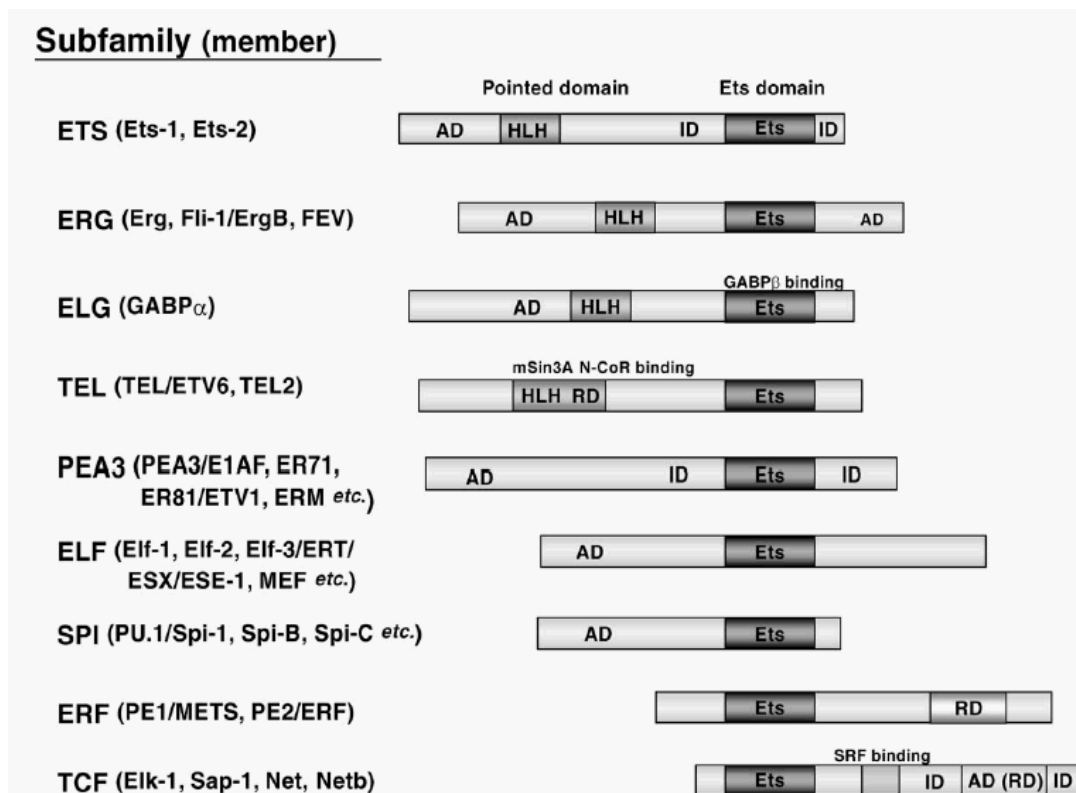 Subfamily (member)
Pointed domain Ets domain
ETS (Ets-1, Ets-2) AD HLH ID Ets ID
ERG (Erg, Fli-1/ErgB, FEV) AD HLH Ets AD
GABPβ binding
ELG (GABPα) AD HLH Ets
mSin3A N-CoR binding
TEL (TEL/ETV6, TEL2) HLH RD Ets
PEA3 (PEA3/E1AF, ER71, AD ID Ets ID
ER81/ETV1, ERM etc.)
ELF (Elf-1, Elf-2, Elf-3/ERT/ AD Ets
ESX/ESE-1, MEF etc.)
SPI (PU.1/Spi-1, Spi-B, Spi-C etc.) AD Ets
ERF (PE1/METS, PE2/ERF) Ets RD
SRF binding
TCF (Elk-1, Sap-1, Net, Netb) Ets ID AD (RD) ID